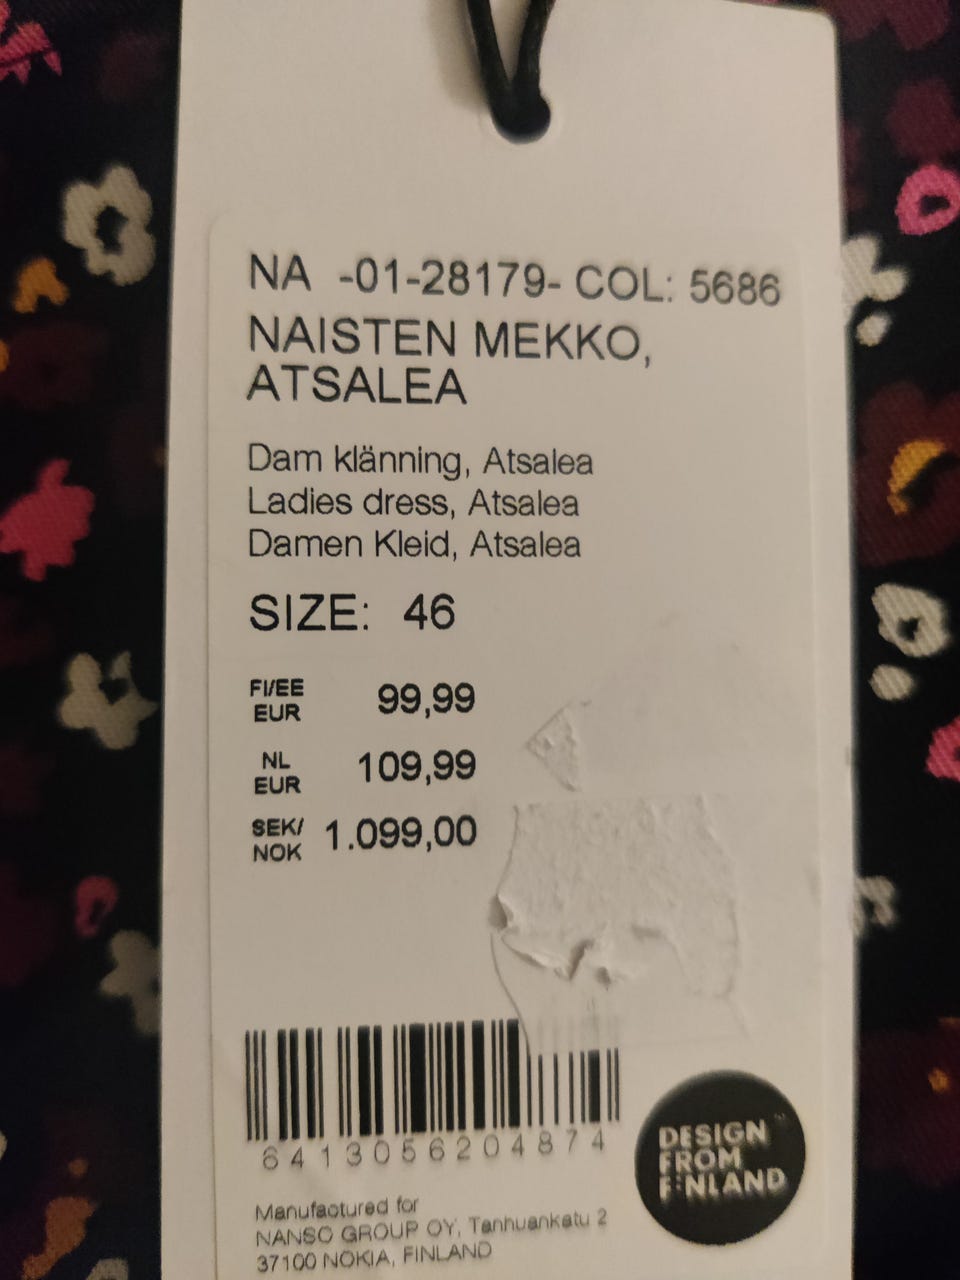 NA -01-28179- COL: 5686
NAISTEN MEKKO,
ATSALEA
Dam klänning, Atsalea
Ladies dress, Atsalea
Damen Kleid, Atsalea
SIZE: 46
FI/EE
EUR 99,99
NL
EUR 109,99
SEK/
NOK 1.099,00
6413056204874
DESIGN
FROM
FINLAND
Manufactured for
NANSO GROUP OY, Tanhuankatu 2
37100 NOKIA, FINLAND